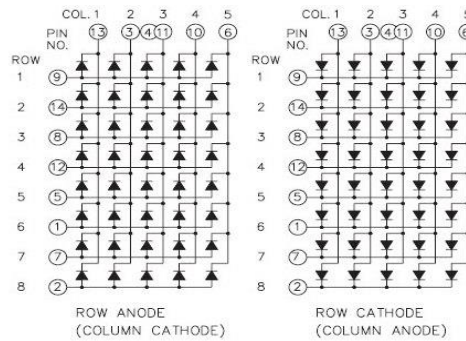 COL. 1 2 3 4 5
PIN NO. 13 3 4 11 10 6
ROW
1 9
2 14
3 8
4 12
5 5
6 1
7 7
8 2
ROW ANODE
(COLUMN CATHODE)
COL. 1 2 3 4
PIN NO. 13 3 4 11 10
ROW
1 9
2 14
3 8
4 12
5 5
6 1
7 7
8 2
ROW CATHODE
(COLUMN ANODE)